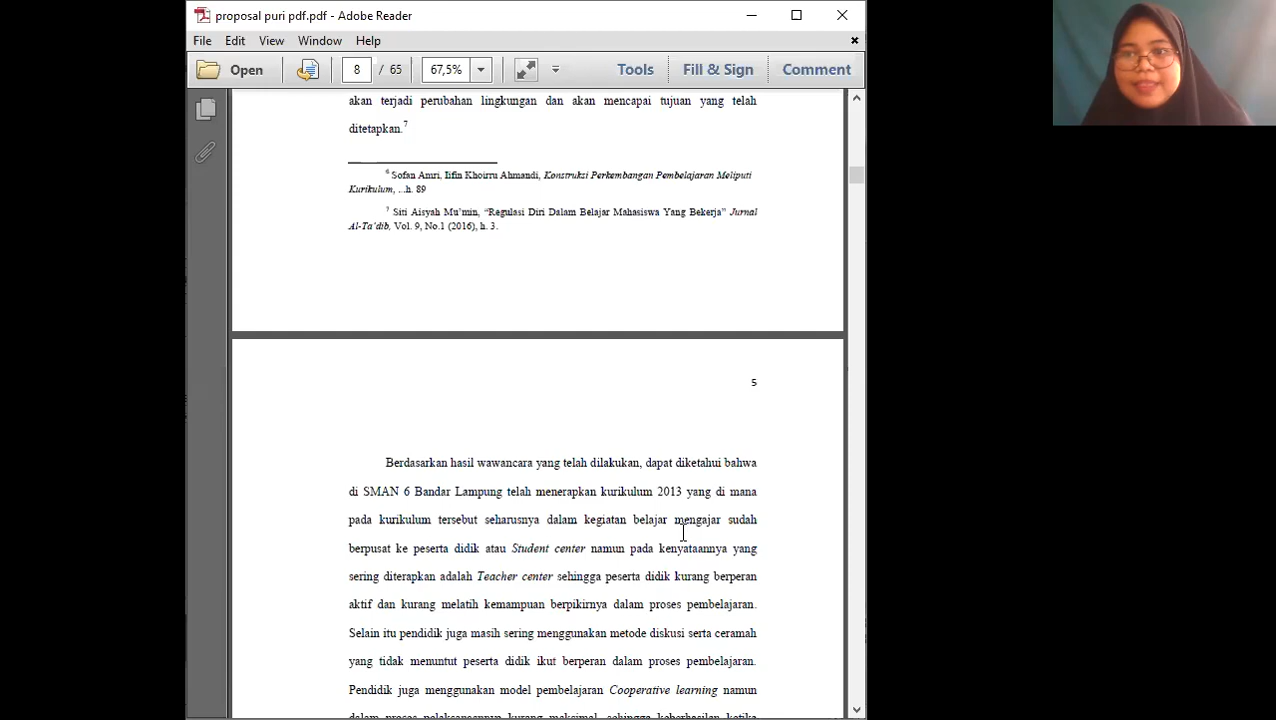 proposal puri pdf.pdf - Adobe Reader
File Edit View Window Help
Open 8 / 65 67,5% Tools Fill & Sign Comment
akan terjadi perubahan lingkungan dan akan mencapai tujuan yang telah
ditetapkan.7
6 Sofan Amri, Iifin Khoirru Ahmandi, Konstruksi Perkembangan Pembelajaran Meliputi
Kurikulum, ...h. 89
7 Siti Aisyah Mu'min, “Regulasi Diri Dalam Belajar Mahasiswa Yang Bekerja” Jurnal
Al-Ta'dib, Vol. 9, No.1 (2016), h. 3.
5
Berdasarkan hasil wawancara yang telah dilakukan, dapat diketahui bahwa
di SMAN 6 Bandar Lampung telah menerapkan kurikulum 2013 yang di mana
pada kurikulum tersebut seharusnya dalam kegiatan belajar mengajar sudah
berpusat ke peserta didik atau Student center namun pada kenyataannya yang
sering diterapkan adalah Teacher center sehingga peserta didik kurang berperan
aktif dan kurang melatih kemampuan berpikirnya dalam proses pembelajaran.
Selain itu pendidik juga masih sering menggunakan metode diskusi serta ceramah
yang tidak menuntut peserta didik ikut berperan dalam proses pembelajaran.
Pendidik juga menggunakan model pembelajaran Cooperative learning namun
dalam proses pelaksanaannya kurang maksimal, sehingga keberhasilan ketika